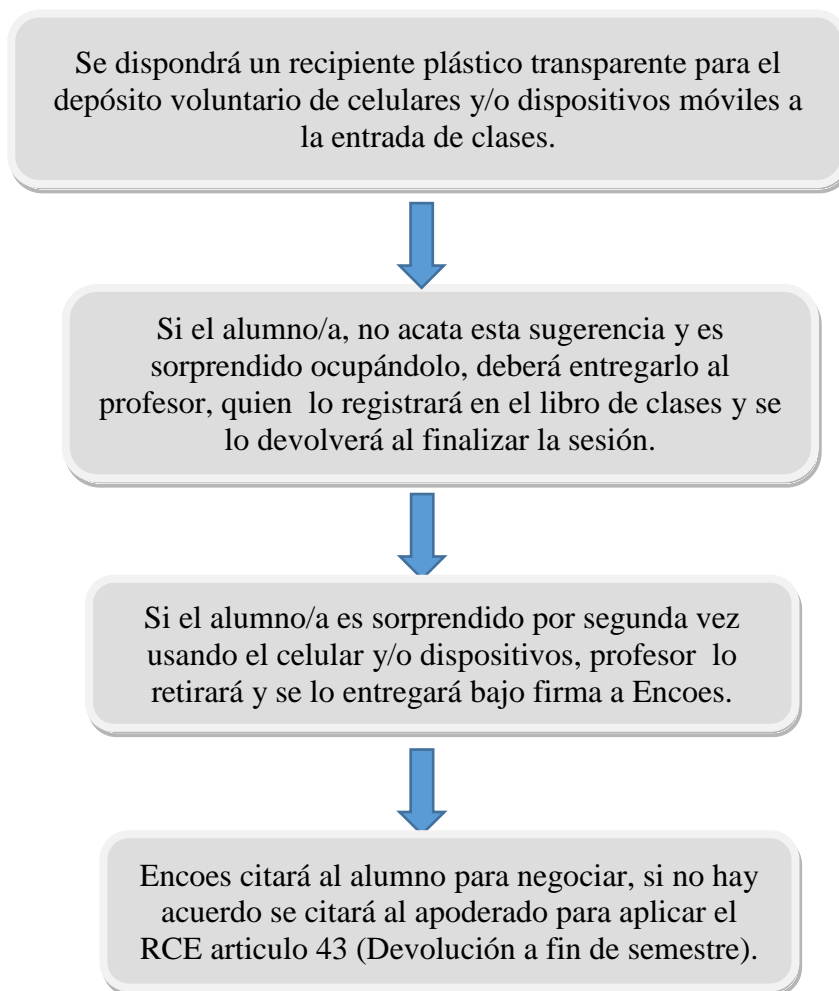 Se dispondrá un recipiente plástico transparente para el
depósito voluntario de celulares y/o dispositivos móviles a
la entrada de clases.
Si el alumno/a, no acata esta sugerencia y es
sorprendido ocupándolo, deberá entregarlo al
profesor, quien  lo registrará en el libro de clases y se
lo devolverá al finalizar la sesión.
Si el alumno/a es sorprendido por segunda vez
usando el celular y/o dispositivos, profesor  lo
retirará y se lo entregará bajo firma a Encoes.
Encoes citará al alumno para negociar, si no hay
acuerdo se citará al apoderado para aplicar el
RCE articulo 43 (Devolución a fin de semestre).